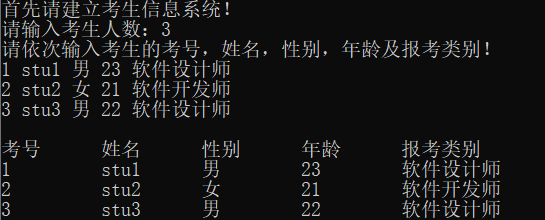 首先请建立考生信息系统！
请输入考生人数：3
请依次输入考生的考号，姓名，性别，年龄及报考类别！
1 stu1 男 23 软件设计师
2 stu2 女 21 软件开发师
3 stu3 男 22 软件设计师
考号 姓名 性别 年龄 报考类别
1 stu1 男 23 软件设计师
2 stu2 女 21 软件开发师
3 stu3 男 22 软件设计师